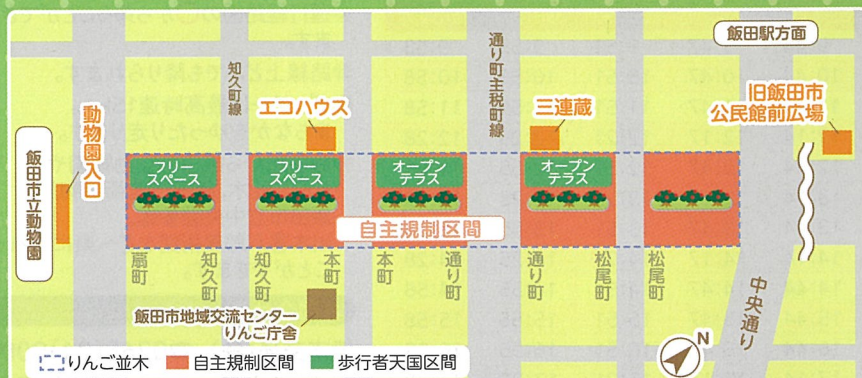 飯田駅方面
知久町線
通り町主税町線
旧飯田市
公民館前広場
動物園入口
エコハウス
三連蔵
飯田市立動物園
フリー
スペース
フリー
スペース
オープン
テラス
オープン
テラス
自主規制区間
扇町
知久町
知久町
本町
本町
通り町
通り町
松尾町
松尾町
中央通り
飯田市地域交流センター
りんご庁舎
りんご並木
自主規制区間
歩行者天国区間
N